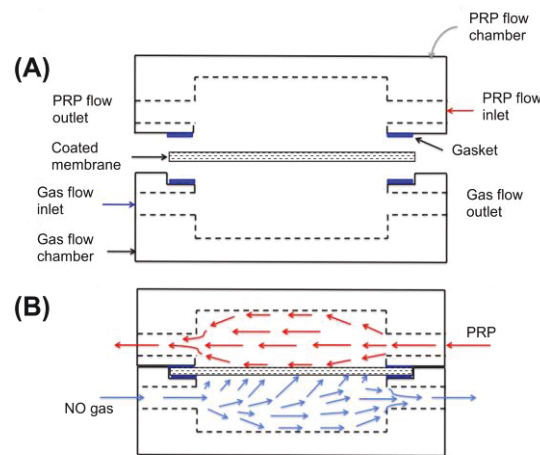 PRP flow
chamber
(A)
PRP flow
outlet
PRP flow
inlet
Coated
membrane
Gasket
Gas flow
inlet
Gas flow
outlet
Gas flow
chamber
(B)
PRP
NO gas